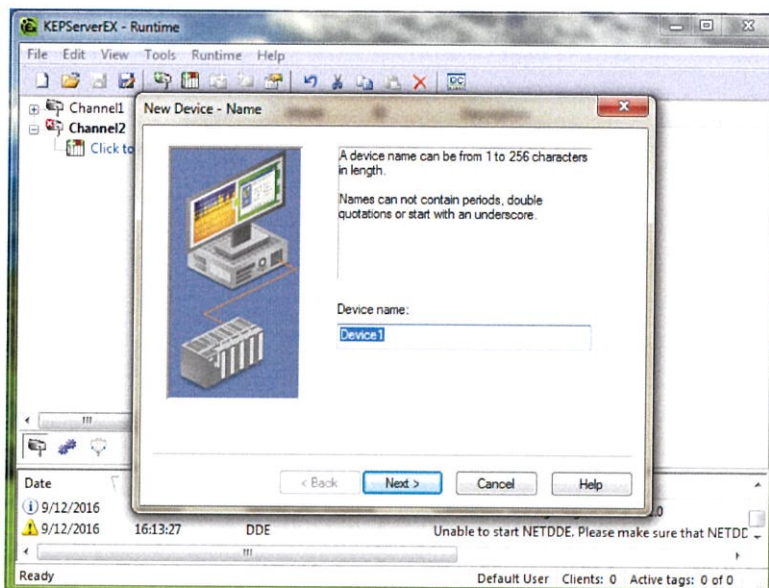 KEPServerEX - Runtime
File Edit View Tools Runtime Help
Channel1
New Device - Name
Channel2
Click to
A device name can be from 1 to 256 characters
in length.
Names can not contain periods, double
quotations or start with an underscore.
Device name:
Device1
Date
< Back Next > Cancel Help
9/12/2016
.0
9/12/2016 16:13:27 DDE Unable to start NETDDE. Please make sure that NETDD
Ready Default User Clients: 0 Active tags: 0 of 0